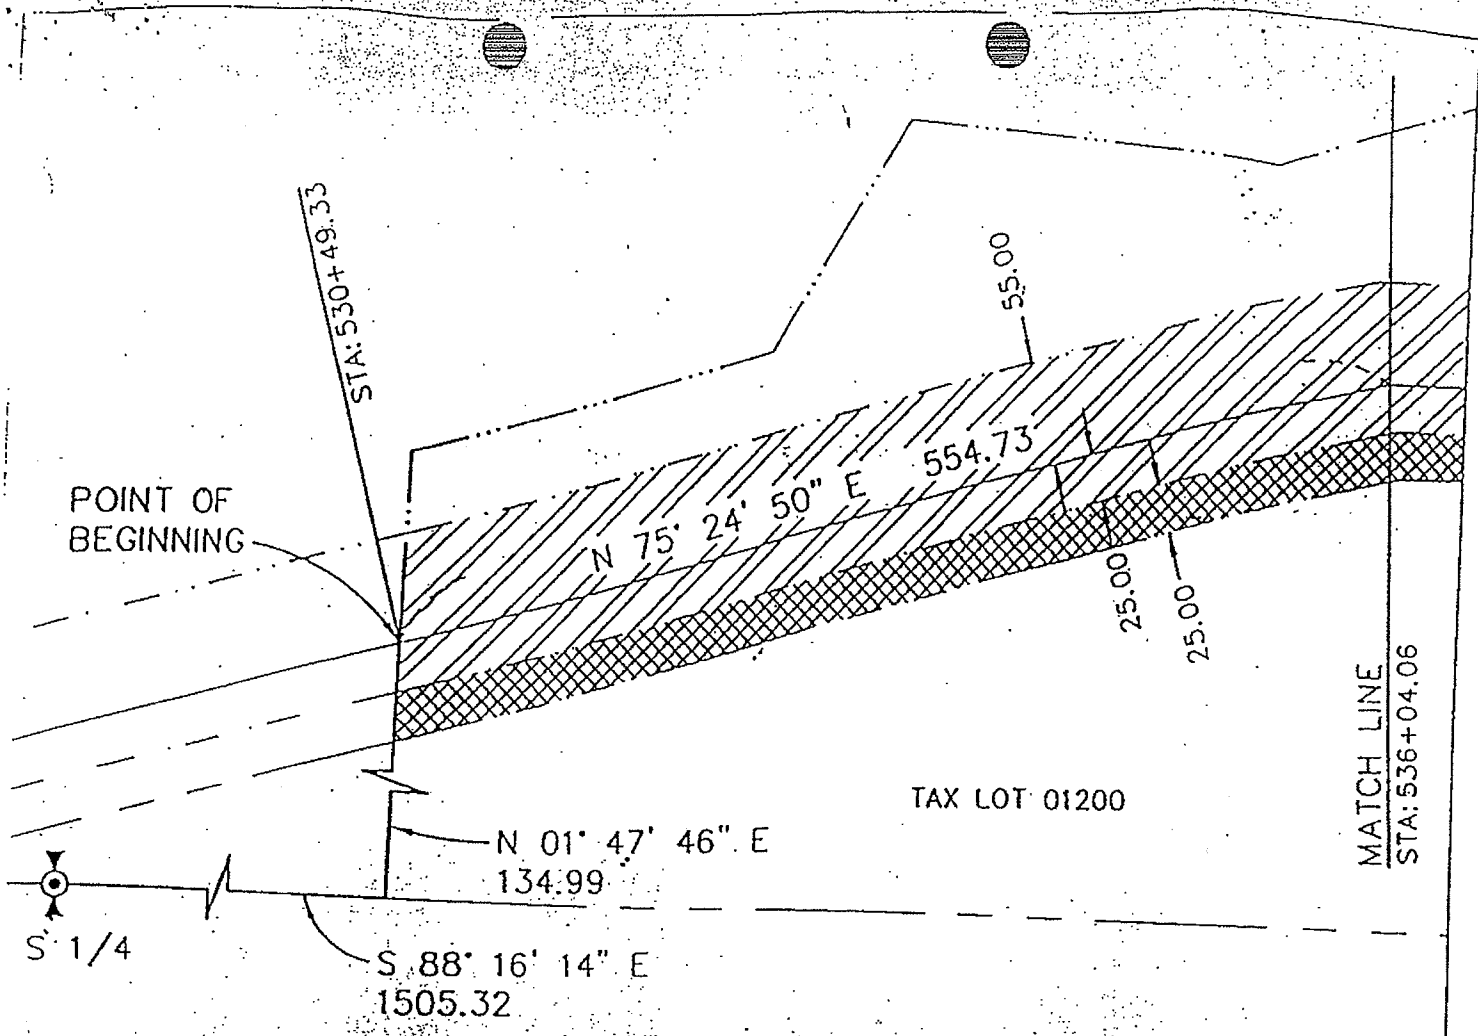 STA: 530+49.33
55.00
POINT OF
BEGINNING
N 75° 24' 50" E 554.73
25.00
25.00
MATCH LINE
STA: 536+04.06
TAX LOT 01200
N 01° 47' 46" E
134.99
S 1/4
S 88° 16' 14" E
1505.32